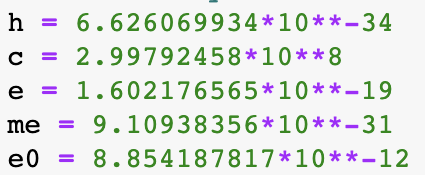 h = 6.626069934*10**-34
c = 2.99792458*10**8
e = 1.602176565*10**-19
me = 9.10938356*10**-31
e0 = 8.854187817*10**-12